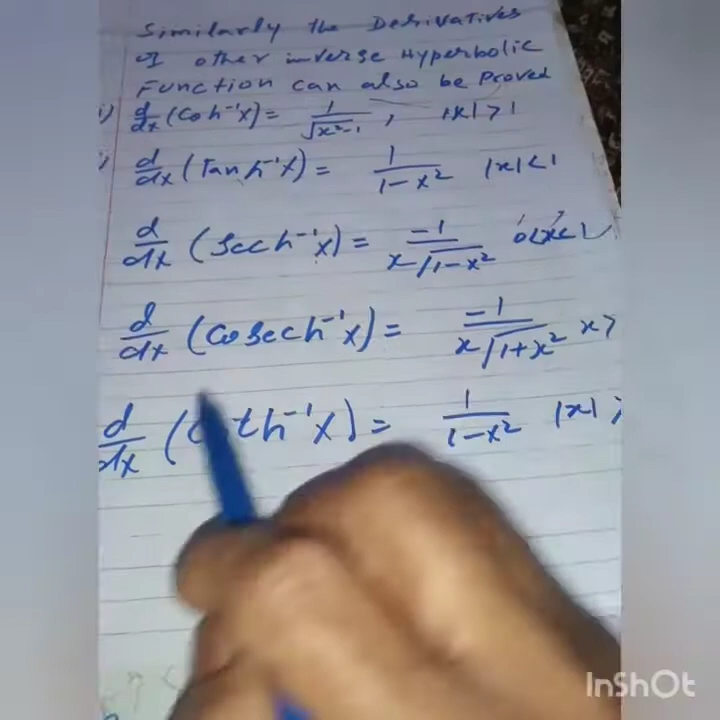 Similarly the Derivatives
of other inverse Hyperbolic
Function can also be Proved
i) d/dx (Coh⁻¹x) = 1/√x²-1 , |x| > 1
d/dx (Tanh⁻¹x) = 1/1-x² |x| < 1
d/dx (Sech⁻¹x) = -1/x√1-x² 0<x<1
d/dx (Cosech⁻¹x) = -1/x√1+x² x>
d/dx (Coth⁻¹x) = 1/1-x² |x| >
InShOt